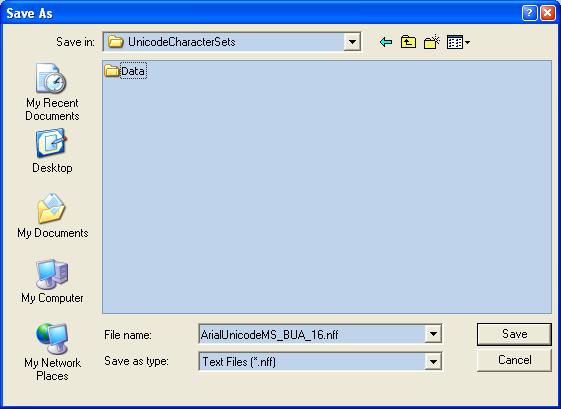 Save As
Save in: UnicodeCharacterSets
Data
My Recent
Documents
Desktop
My Documents
My Computer
My Network
Places
File name: ArialUnicodeMS_BUA_16.nff Save
Save as type: Text Files (*.nff) Cancel